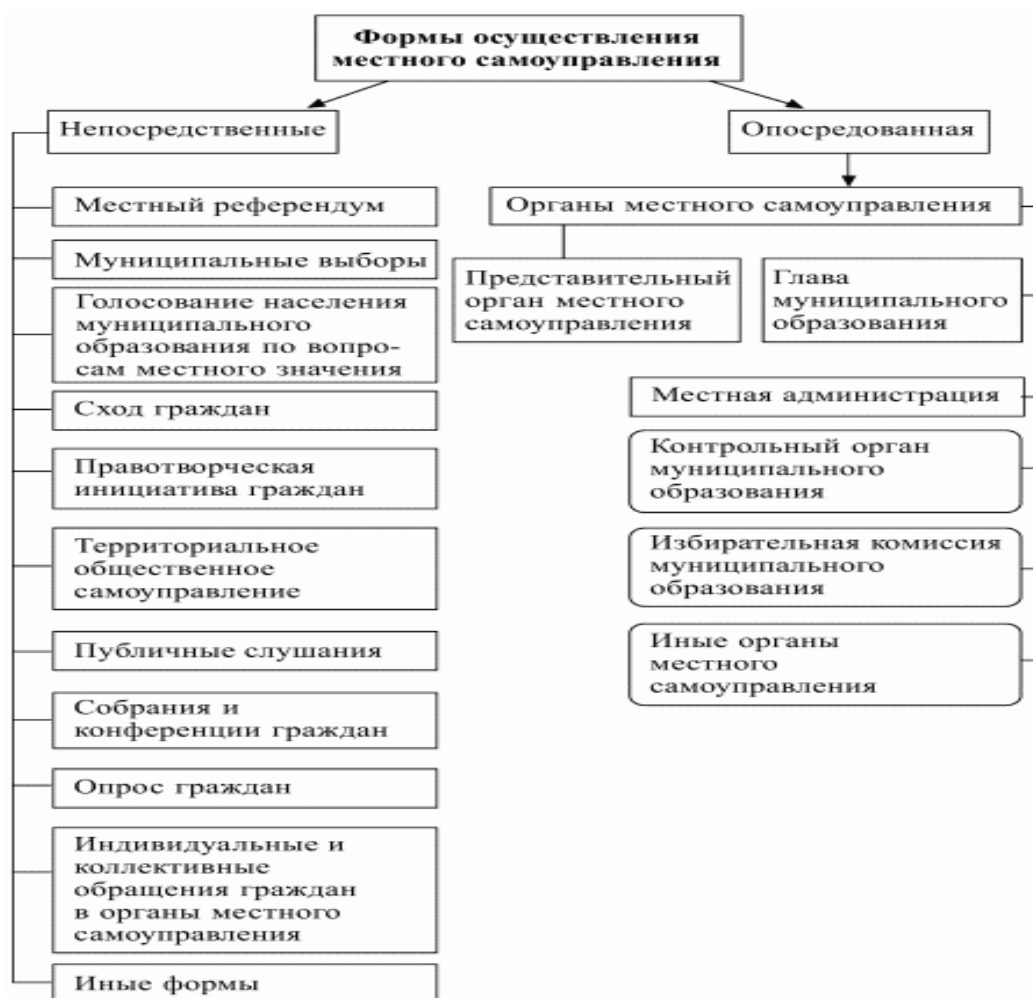 Формы осуществления
местного самоуправления
Непосредственные
Опосредованная
Местный референдум
Муниципальные выборы
Голосование населения
муниципального
образования по вопро-
сам местного значения
Сход граждан
Правотворческая
инициатива граждан
Территориальное
общественное
самоуправление
Публичные слушания
Собрания и
конференции граждан
Опрос граждан
Индивидуальные и
коллективные
обращения граждан
в органы местного
самоуправления
Иные формы
Органы местного самоуправления
Представительный
орган местного
самоуправления
Глава
муниципального
образования
Местная администрация
Контрольный орган
муниципального
образования
Избирательная комиссия
муниципального
образования
Иные органы
местного
самоуправления